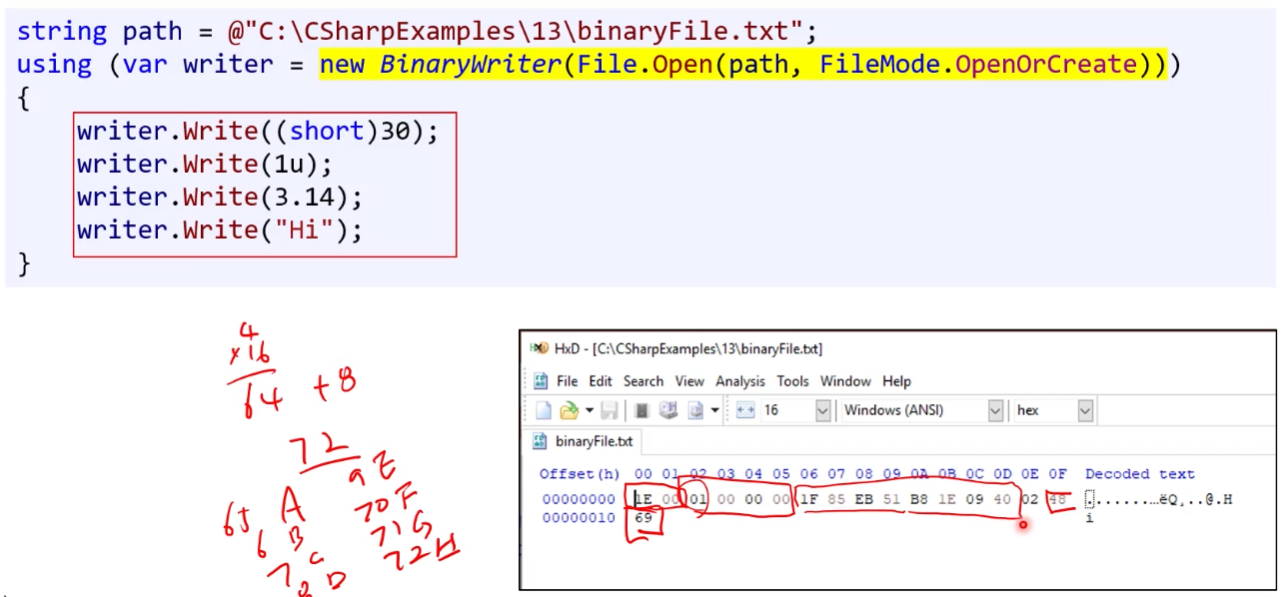 string path = @"C:\CSharpExamples\13\binaryFile.txt";
using (var writer = new BinaryWriter(File.Open(path, FileMode.OpenOrCreate)))
{
writer.Write((short)30);
writer.Write(1u);
writer.Write(3.14);
writer.Write("Hi");
}
4
×16
64 +8
72
65 A
6 B
7 C
8 D
9 E
70 F
71 G
72 H
HxD - [C:\CSharpExamples\13\binaryFile.txt]
File Edit Search View Analysis Tools Window Help
16 Windows (ANSI) hex
binaryFile.txt
Offset(h) 00 01 02 03 04 05 06 07 08 09 0A 0B 0C 0D 0E 0F Decoded text
00000000 1E 00 01 00 00 00 1F 85 EB 51 B8 1E 09 40 02 48 ........…ëQ¸..@.H
00000010 69 i